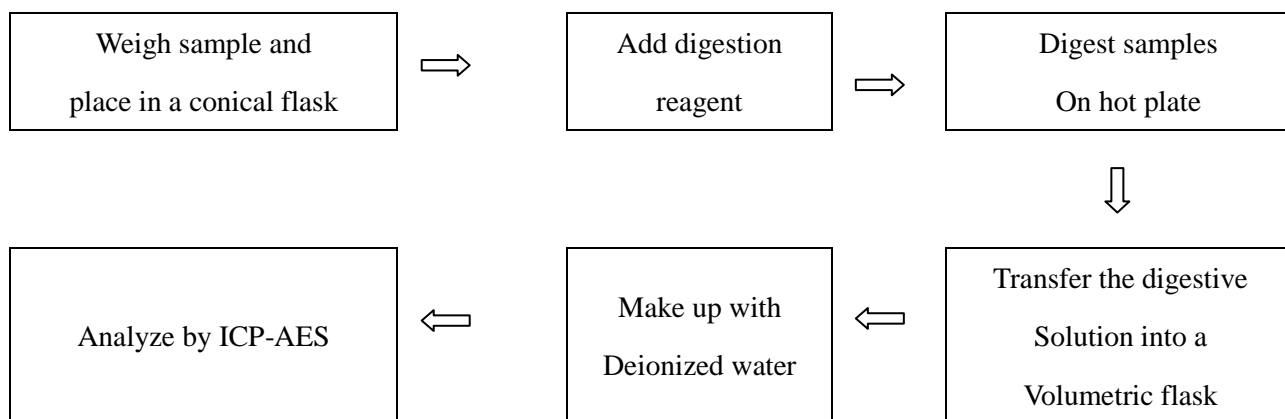 Weigh sample and
place in a conical flask
Add digestion
reagent
Digest samples
On hot plate
Transfer the digestive
Solution into a
Volumetric flask
Make up with
Deionized water
Analyze by ICP-AES